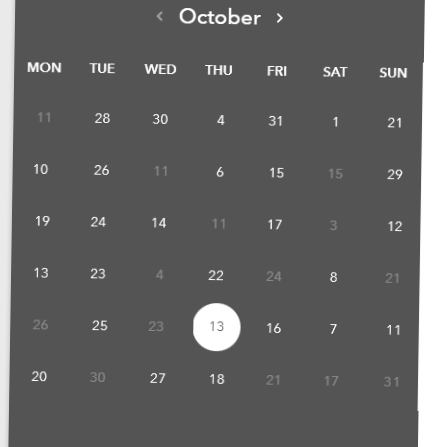 ‹ October ›
MON TUE WED THU FRI SAT SUN
11 28 30 4 31 1 21
10 26 11 6 15 15 29
19 24 14 11 17 3 12
13 23 4 22 24 8 21
26 25 23 13 16 7 11
20 30 27 18 21 17 31